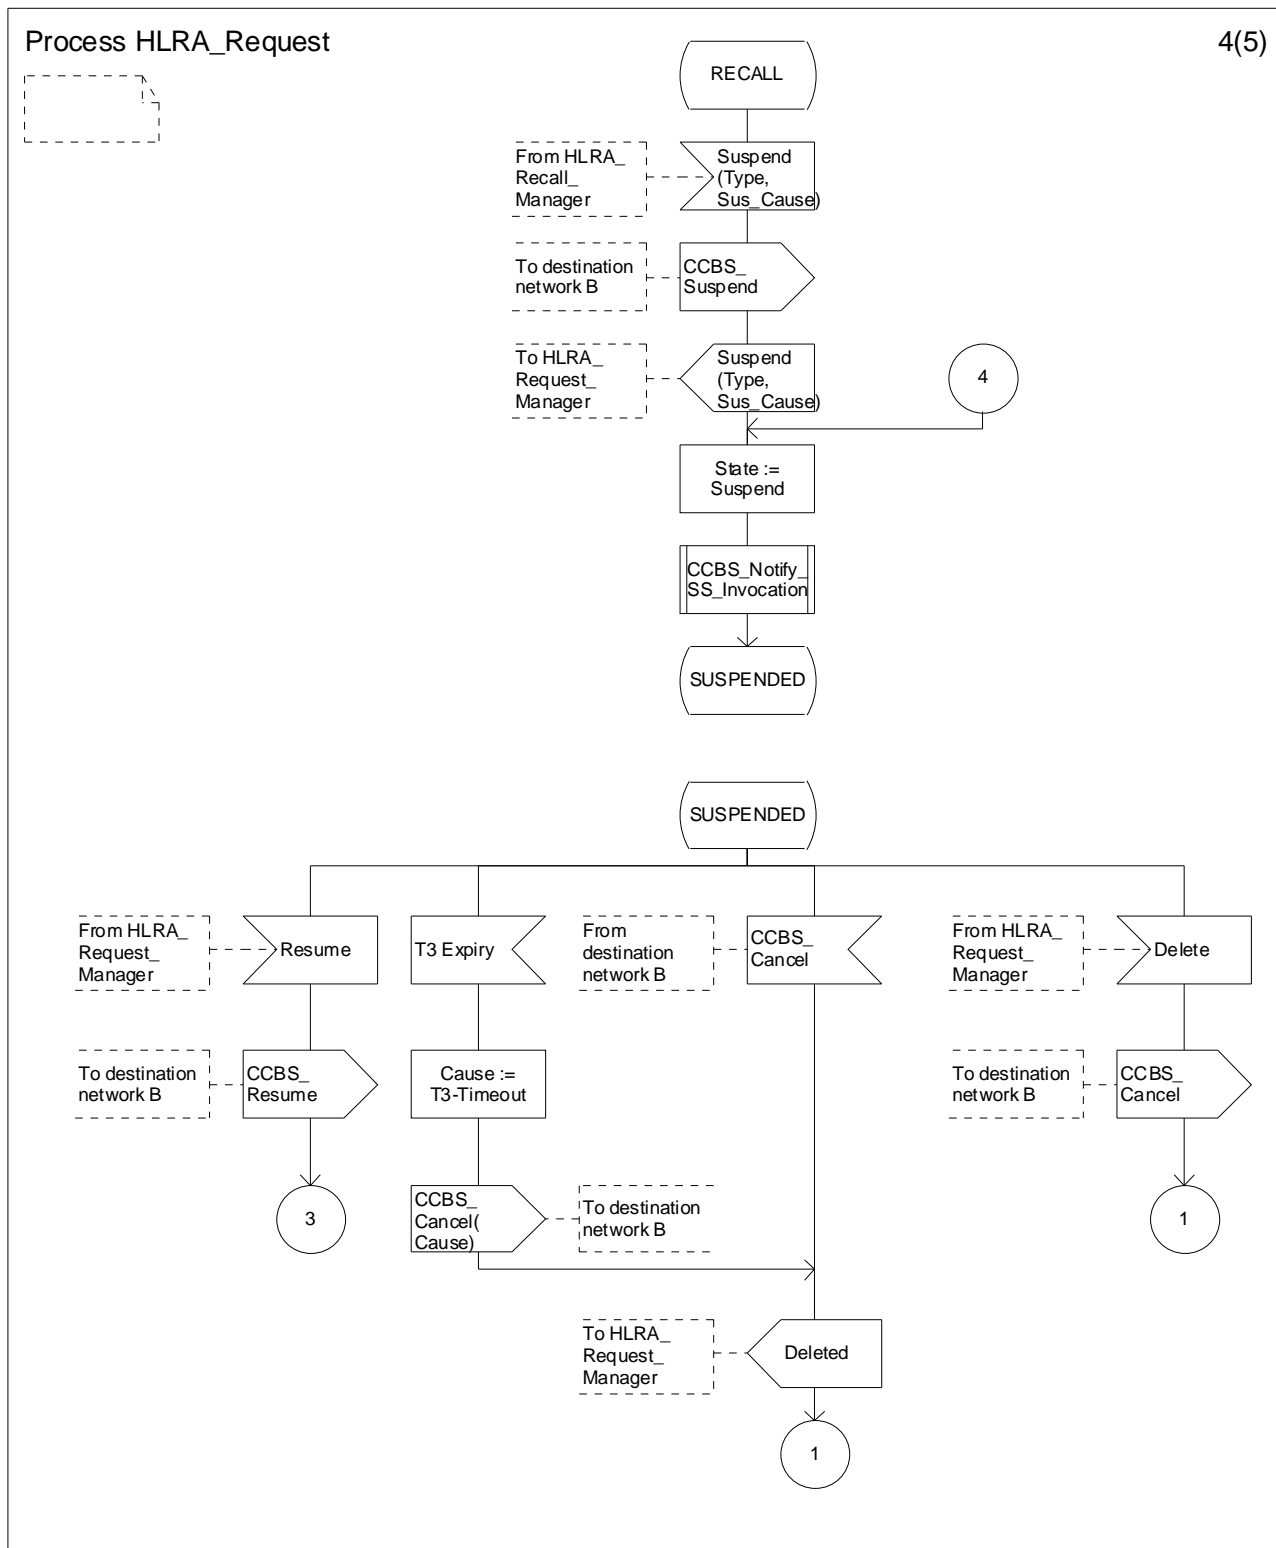 Process HLRA_Request
4(5)
RECALL
From HLRA_
Recall_
Manager
Suspend
(Type,
Sus_Cause)
To destination
network B
CCBS_
Suspend
To HLRA_
Request_
Manager
Suspend
(Type,
Sus_Cause)
4
State :=
Suspend
CCBS_Notify_
SS_Invocation
SUSPENDED
SUSPENDED
From HLRA_
Request_
Manager
Resume
T3 Expiry
From
destination
network B
CCBS_
Cancel
From HLRA_
Request_
Manager
Delete
To destination
network B
CCBS_
Resume
Cause :=
T3-Timeout
To destination
network B
CCBS_
Cancel
3
CCBS_
Cancel(
Cause)
To destination
network B
1
To HLRA_
Request_
Manager
Deleted
1